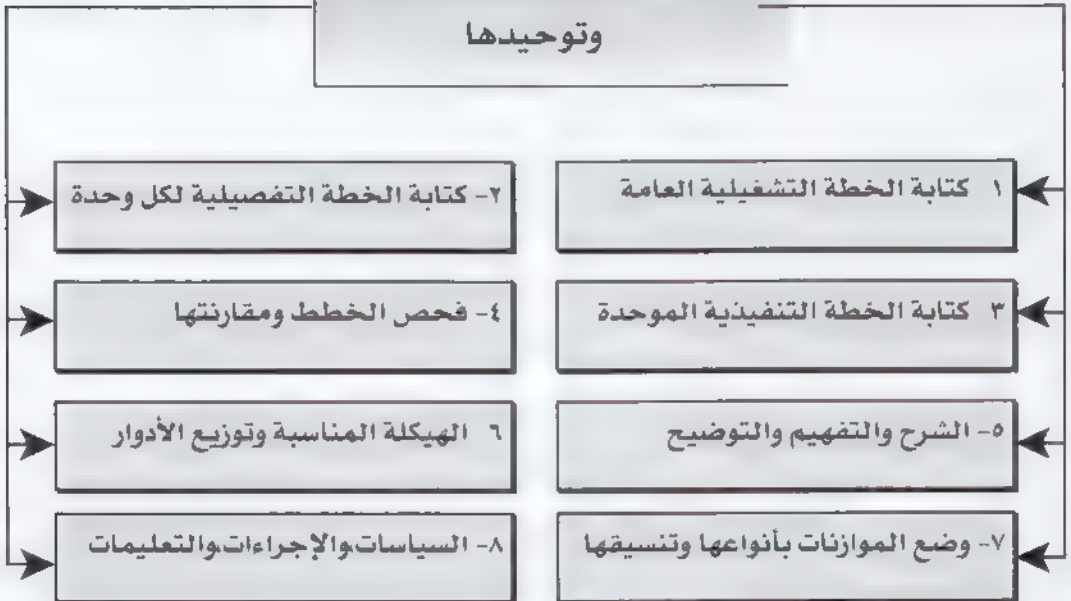 وتوحيدها
١ كتابة الخطة التشغيلية العامة
٢- كتابة الخطة التفصيلية لكل وحدة
٣ كتابة الخطة التنفيذية الموحدة
٤- فحص الخطط ومقارنتها
٥- الشرح والتفهيم والتوضيح
٦ الهيكلة المناسبة وتوزيع الأدوار
٧- وضع الموازنات بأنواعها وتنسيقها
٨- السياسات والإجراءات والتعليمات